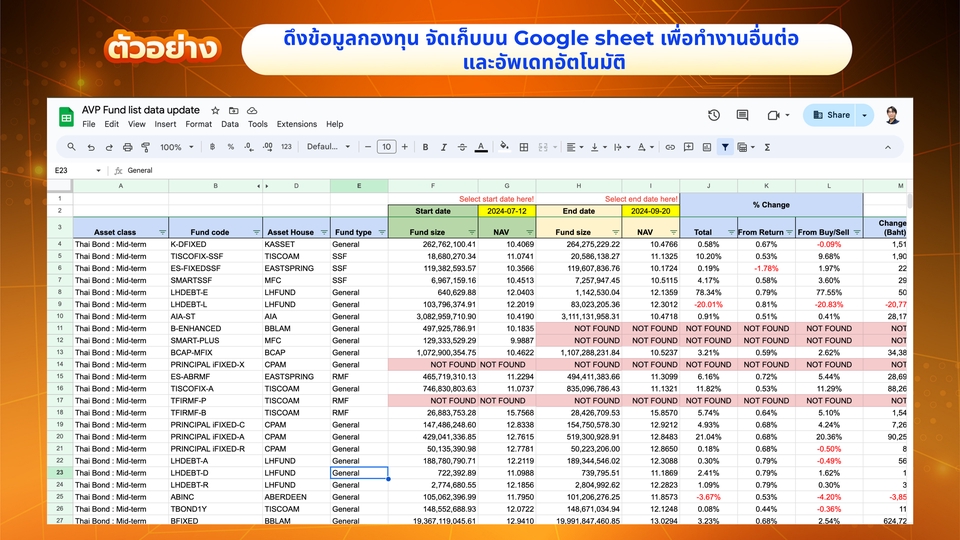 ตัวอย่าง
ดึงข้อมูลกองทุน จัดเก็บบน Google sheet เพื่อทำงานอื่นต่อ
และอัพเดทอัตโนมัติ
AVP Fund list data update
File Edit View Insert Format Data Tools Extensions Help
Share
100% ฿ % .0 .00 123 Defaul... 10 B I A Σ
E23 fx General
A B D E F G H I J K L M
1 Select start date here! Select end date here! % Change
2 Start date 2024-07-12 End date 2024-09-20
3 Asset class Fund code Asset House Fund type Fund size NAV Fund size NAV Total From Return From Buy/Sell Change (Baht)
4 Thai Bond : Mid-term K-DFIXED KASSET General 262,762,100.41 10.4069 264,275,229.22 10.4766 0.58% 0.67% -0.09% 1,51
5 Thai Bond : Mid-term TISCOFIX-SSF TISCOAM SSF 18,680,270.34 11.0741 20,586,138.27 11.1325 10.20% 0.53% 9.68% 1,90
6 Thai Bond : Mid-term ES-FIXEDSSF EASTSPRING SSF 119,382,593.57 10.3566 119,607,836.76 10.1724 0.19% -1.78% 1.97% 22
7 Thai Bond : Mid-term SMARTSSF MFC SSF 6,967,159.16 10.4513 7,257,947.45 10.5115 4.17% 0.58% 3.60% 29
8 Thai Bond : Mid-term LHDEBT-E LHFUND General 640,629.88 12.0403 1,142,530.04 12.1359 78.34% 0.79% 77.55% 50
9 Thai Bond : Mid-term LHDEBT-L LHFUND General 103,796,374.91 12.2019 83,023,205.36 12.3012 -20.01% 0.81% -20.83% -20,77
10 Thai Bond : Mid-term AIA-ST AIA General 3,082,959,710.90 10.4190 3,111,131,958.31 10.4718 0.91% 0.51% 0.41% 28,17
11 Thai Bond : Mid-term B-ENHANCED BBLAM General 497,925,786.91 10.1835 NOT FOUND NOT FOUND NOT FOUND NOT FOUND NOT FOUND NOT
12 Thai Bond : Mid-term SMART-PLUS MFC General 129,333,529.29 9.9887 NOT FOUND NOT FOUND NOT FOUND NOT FOUND NOT FOUND NOT
13 Thai Bond : Mid-term BCAP-MFIX BCAP General 1,072,900,354.75 10.4622 1,107,288,231.84 10.5237 3.21% 0.59% 2.62% 34,38
14 Thai Bond : Mid-term PRINCIPAL iFIXED-X CPAM General NOT FOUND NOT FOUND NOT FOUND NOT FOUND NOT FOUND NOT FOUND NOT FOUND NOT
15 Thai Bond : Mid-term ES-ABRMF EASTSPRING RMF 465,719,310.13 11.2294 494,411,383.66 11.3099 6.16% 0.72% 5.44% 28,69
16 Thai Bond : Mid-term TISCOFIX-A TISCOAM General 746,830,803.63 11.0737 835,096,786.43 11.1321 11.82% 0.53% 11.29% 88,26
17 Thai Bond : Mid-term TFIRMF-P TISCOAM RMF NOT FOUND NOT FOUND NOT FOUND NOT FOUND NOT FOUND NOT FOUND NOT FOUND NOT
18 Thai Bond : Mid-term TFIRMF-B TISCOAM RMF 26,883,753.28 15.7568 28,426,709.53 15.8570 5.74% 0.64% 5.10% 1,54
19 Thai Bond : Mid-term PRINCIPAL iFIXED-C CPAM General 147,486,248.60 12.8338 154,750,578.30 12.9212 4.93% 0.68% 4.24% 7,26
20 Thai Bond : Mid-term PRINCIPAL iFIXED-A CPAM General 429,041,336.85 12.7615 519,300,928.91 12.8483 21.04% 0.68% 20.36% 90,25
21 Thai Bond : Mid-term PRINCIPAL iFIXED-R CPAM General 50,135,390.98 12.7781 50,223,206.00 12.8650 0.18% 0.68% -0.50% 8
22 Thai Bond : Mid-term LHDEBT-A LHFUND General 188,780,790.71 12.2119 189,344,546.02 12.3088 0.30% 0.79% -0.49% 56
23 Thai Bond : Mid-term LHDEBT-D LHFUND General 722,392.89 11.0988 739,795.51 11.1869 2.41% 0.79% 1.62% 1
24 Thai Bond : Mid-term LHDEBT-R LHFUND General 2,774,680.55 12.1856 2,804,992.62 12.2823 1.09% 0.79% 0.30% 3
25 Thai Bond : Mid-term ABINC ABERDEEN General 105,062,396.99 11.7950 101,206,276.25 11.8573 -3.67% 0.53% -4.20% -3,85
26 Thai Bond : Mid-term TBOND1Y TISCOAM General 148,552,688.93 12.0722 148,671,034.94 12.1248 0.08% 0.44% -0.36% 11
27 Thai Bond : Mid-term BFIXED BBLAM General 19,367,119,045.61 12.9410 19,991,847,460.85 13.0294 3.23% 0.68% 2.54% 624,72